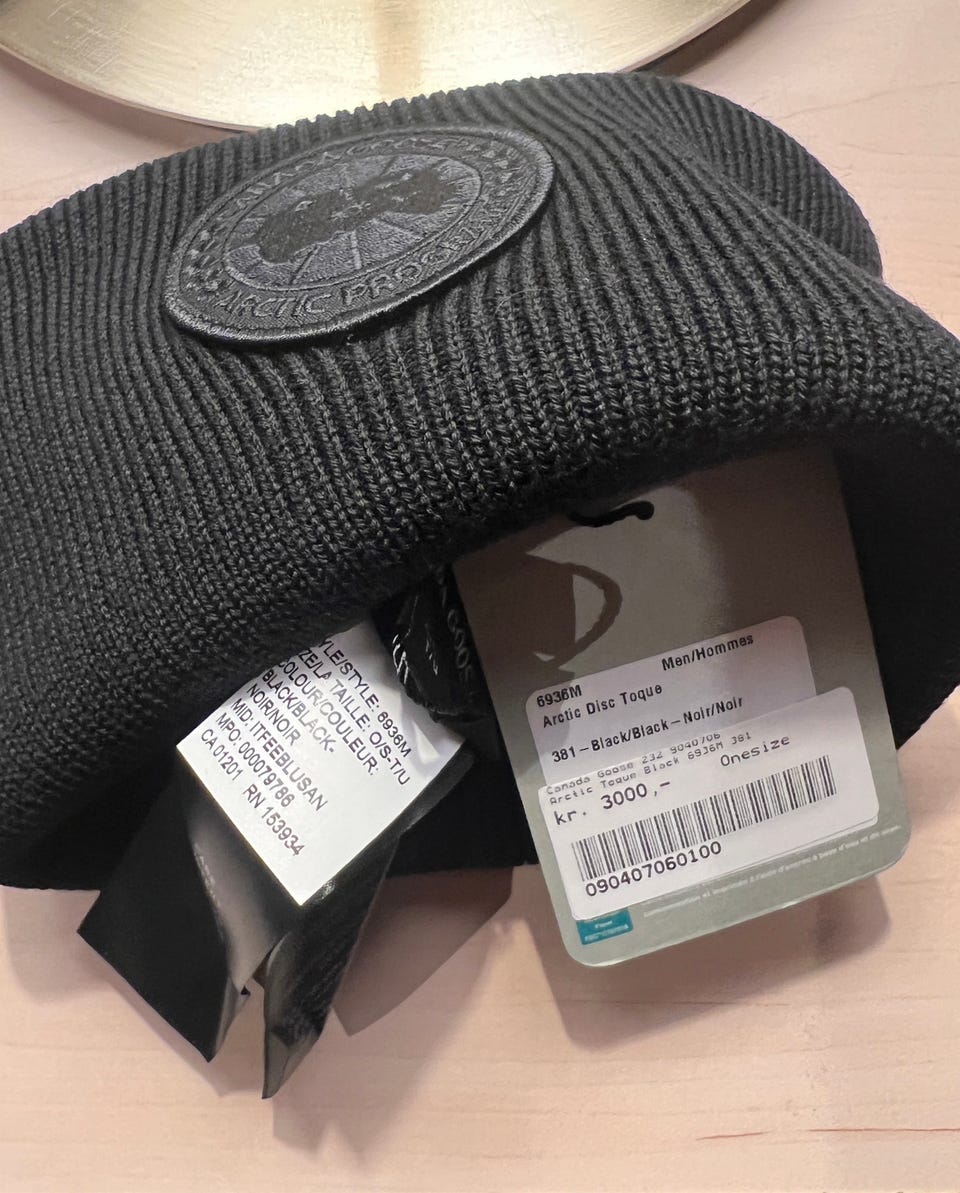 ARCTIC PROGRAM
YLE/STYLE: 6936M
ZE/LA TAILLE: O/S-T/U
COLOUR/COULEUR:
BLACK/BLACK-
NOIR/NOIR
MID: ITFEEBLUSAN
MPO. 000079786
CA 01201 RN 153934
Men/Hommes
6936M
Arctic Disc Toque
381-Black/Black-Noir/Noir
Canada Goose 232 9040706
Arctic Toque Black 6936M 381
Onesize
kr. 3000,-
090407060100